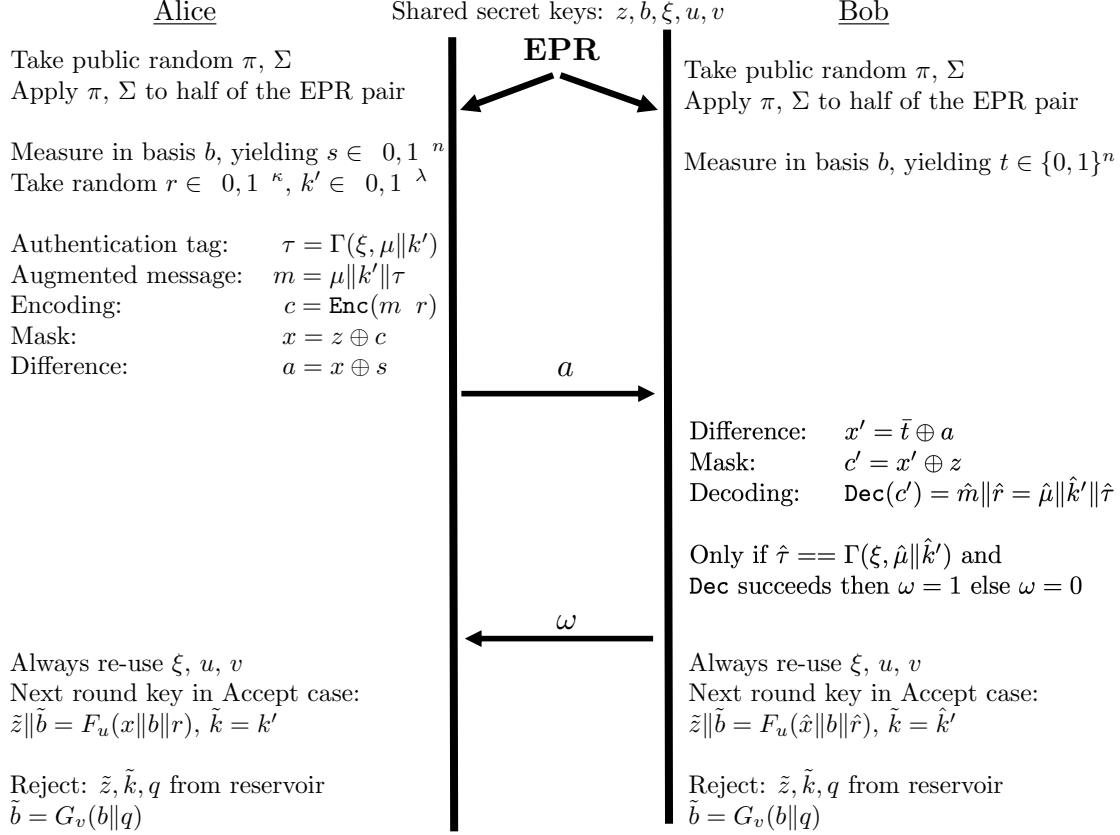 Alice
Shared secret keys: z, b, ξ, u, v
Bob
EPR
Take public random π, Σ
Apply π, Σ to half of the EPR pair
Measure in basis b, yielding s ∈ 0, 1 ⁿ
Take random r ∈ 0, 1 ^κ, k′ ∈ 0, 1 ^λ
Authentication tag: τ = Γ(ξ, μ‖k′)
Augmented message: m = μ‖k′‖τ
Encoding: c = Enc(m r)
Mask: x = z ⊕ c
Difference: a = x ⊕ s
Take public random π, Σ
Apply π, Σ to half of the EPR pair
Measure in basis b, yielding t ∈ {0, 1}ⁿ
a
Difference: x′ = t̄ ⊕ a
Mask: c′ = x′ ⊕ z
Decoding: Dec(c′) = m̂‖r̂ = μ̂‖k̂′‖τ̂
Only if τ̂ == Γ(ξ, μ̂‖k̂′) and
Dec succeeds then ω = 1 else ω = 0
ω
Always re-use ξ, u, v
Next round key in Accept case:
z̃‖b̃ = F_u(x‖b‖r), k̃ = k′
Reject: z̃, k̃, q from reservoir
b̃ = G_v(b‖q)
Always re-use ξ, u, v
Next round key in Accept case:
z̃‖b̃ = F_u(x̂‖b‖r̂), k̃ = k̂′
Reject: z̃, k̃, q from reservoir
b̃ = G_v(b‖q)